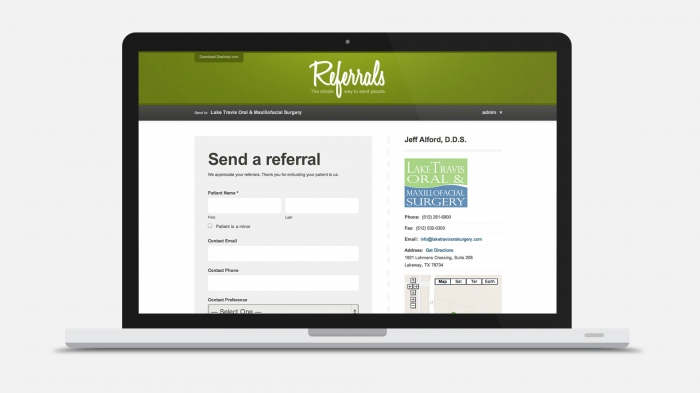 Download Desktop Icon
Referrals
The simple way to send people.
Send to: Lake Travis Oral & Maxillofacial Surgery
admin
Send a referral
We appreciate your referrals. Thank you for entrusting your patient to us.
Patient Name *
First
Last
Patient is a minor
Contact Email
Contact Phone
Contact Preference
— Select One —
Jeff Alford, D.D.S.
LAKE TRAVIS
ORAL &
MAXILLOFACIAL
SURGERY
Phone: (512) 261-6900
Fax: (512) 532-0303
Email: info@laketravisoralsurgery.com
Address: Get Directions
1921 Lohmans Crossing, Suite 208
Lakeway, TX 78734
Map Sat Ter Earth